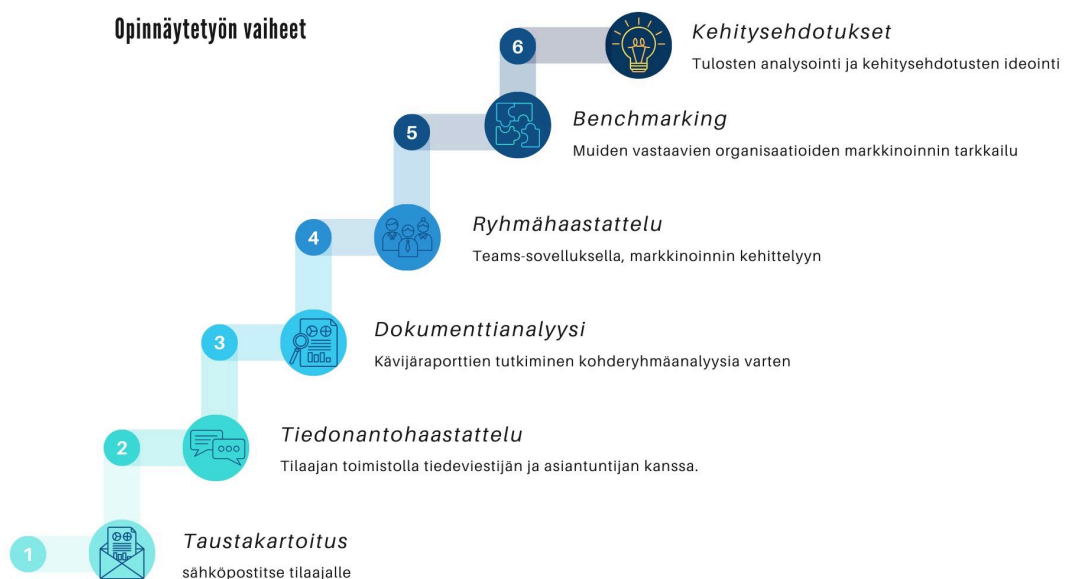 Opinnäytetyön vaiheet
6
Kehitysehdotukset
Tulosten analysointi ja kehitysehdotusten ideointi
5
Benchmarking
Muiden vastaavien organisaatioiden markkinoinnin tarkkailu
4
Ryhmähaastattelu
Teams-sovelluksella, markkinoinnin kehittelyyn
3
Dokumenttianalyysi
Kävijäraporttien tutkiminen kohderyhmäanalyysia varten
2
Tiedonantohaastattelu
Tilaajan toimistolla tiedeviestijän ja asiantuntijan kanssa.
1
Taustakartoitus
sähköpostitse tilaajalle